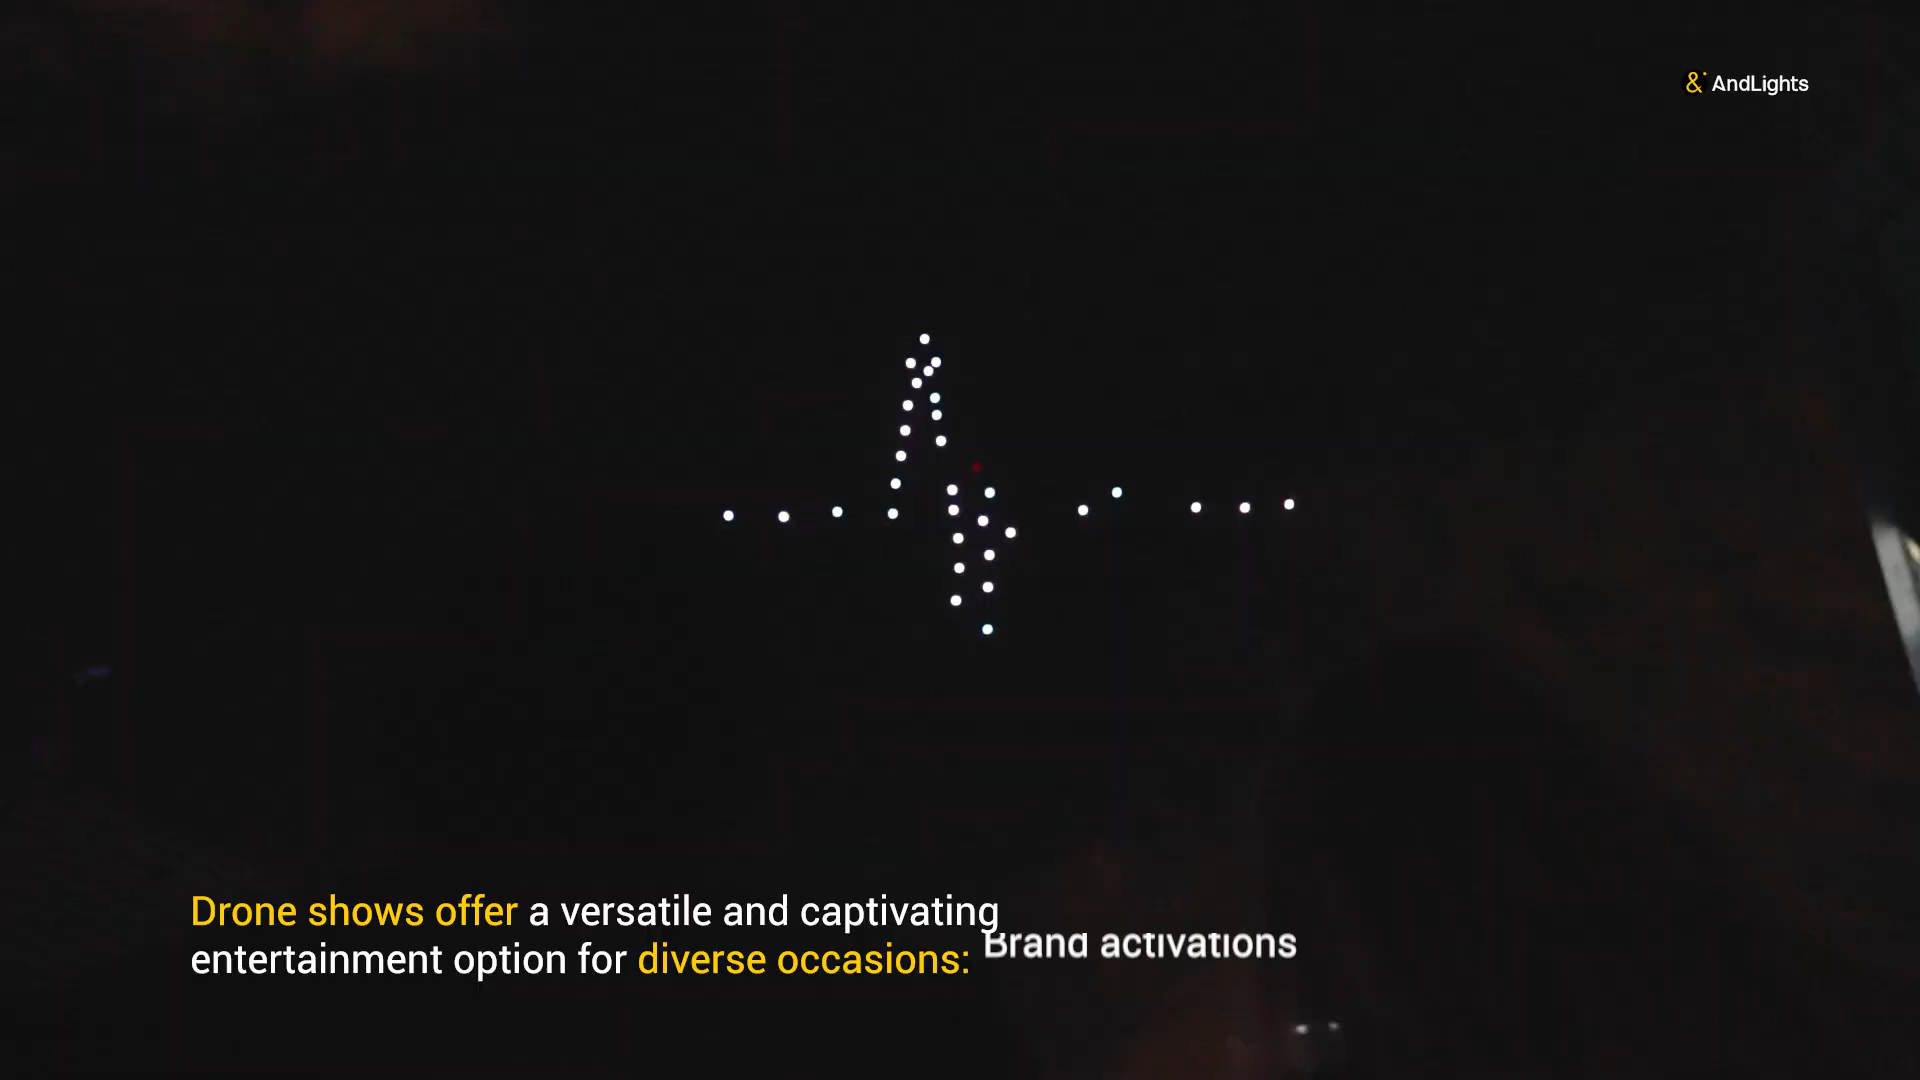 & AndLights
Drone shows offer a versatile and captivating
entertainment option for diverse occasions:
Brand activations